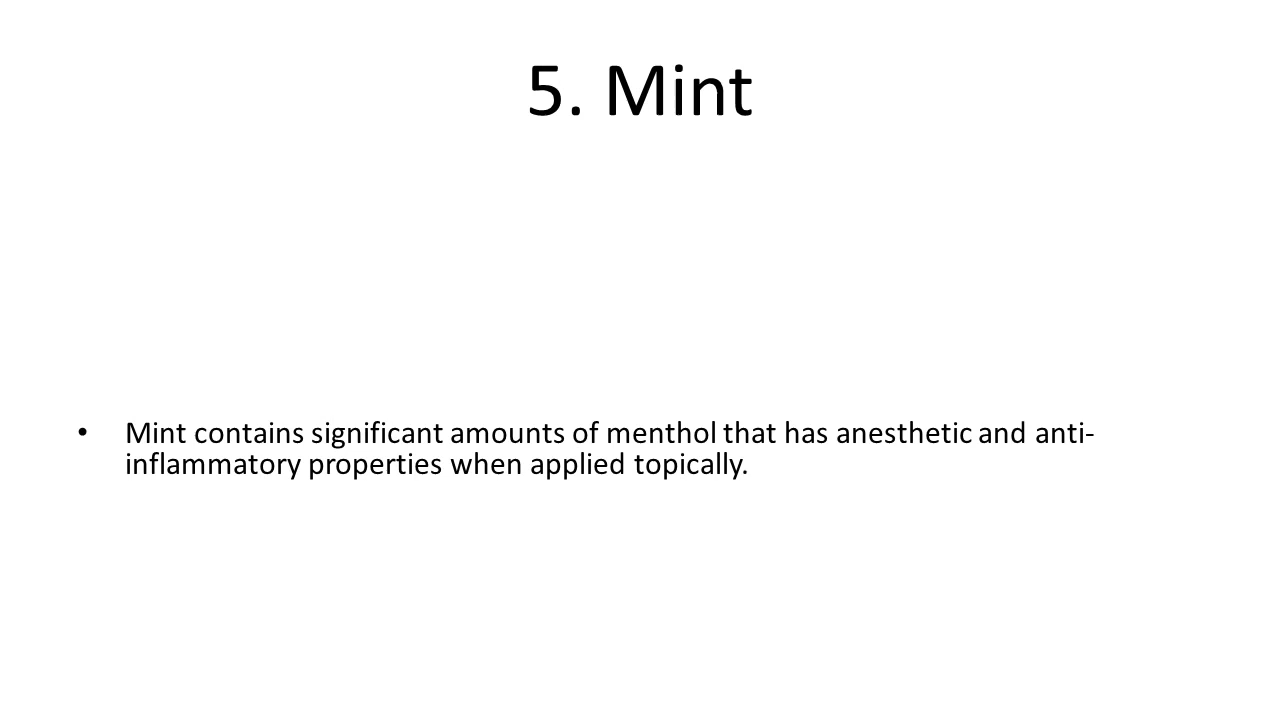 5. Mint
• Mint contains significant amounts of menthol that has anesthetic and anti-
inflammatory properties when applied topically.